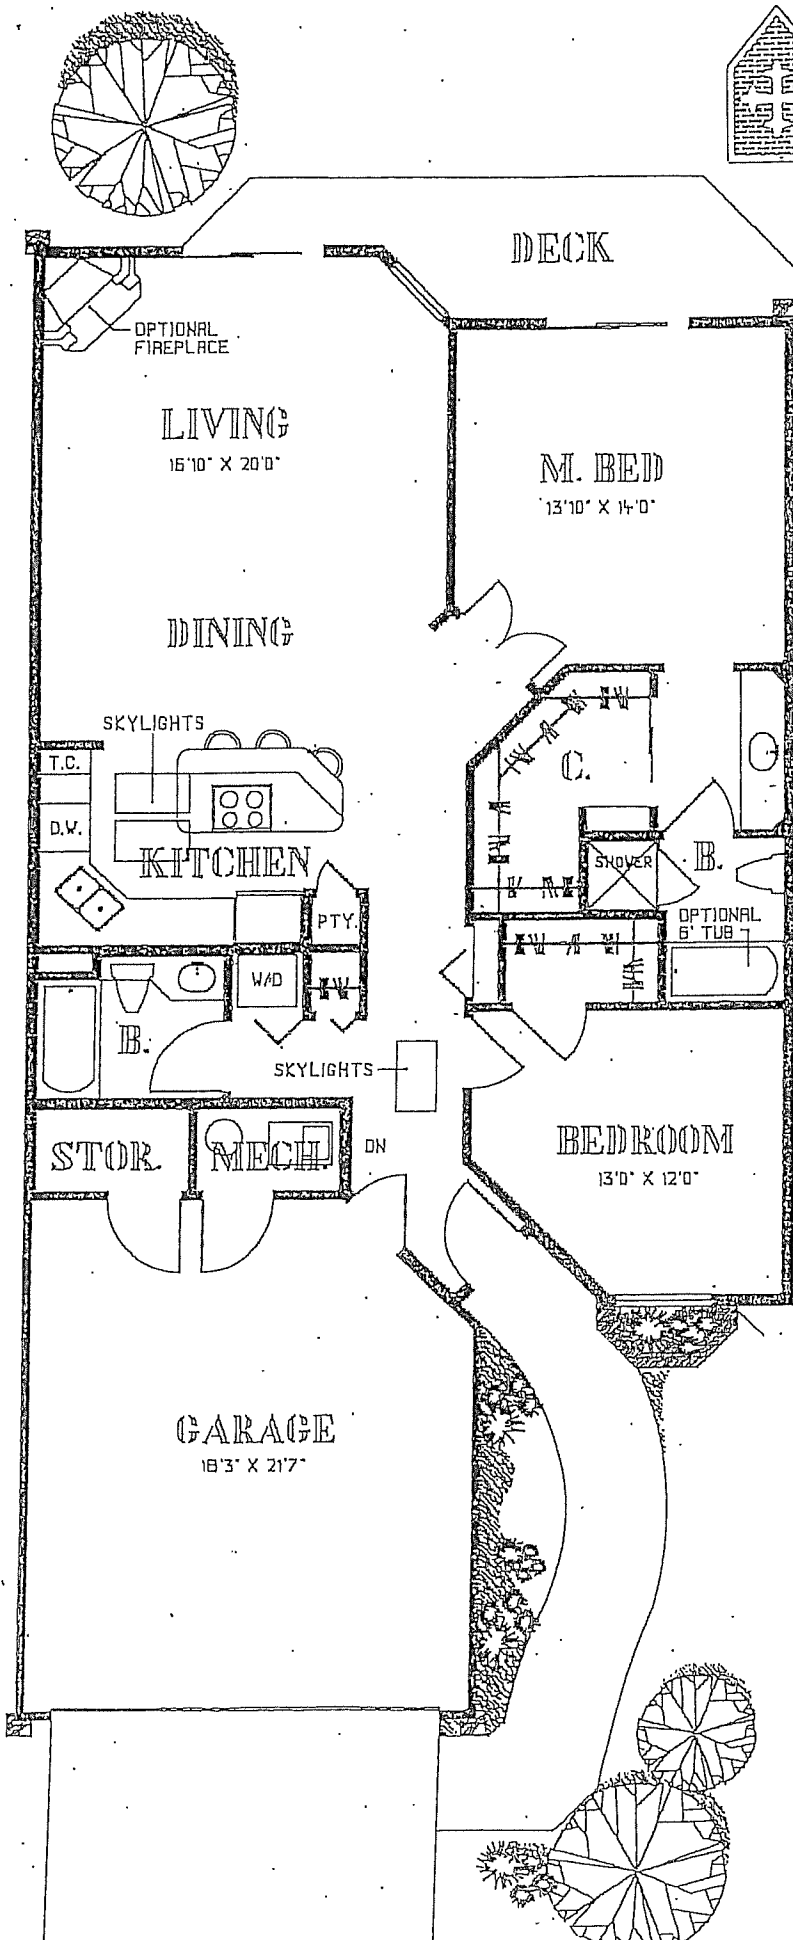 DECK
OPTIONAL
FIREPLACE
LIVING
16'10" X 20'0"
M. BED
13'10" X 14'0"
DINING
SKYLIGHTS
T.C.
C.
D.W.
KITCHEN
SHOWER
B.
PTY.
OPTIONAL
6' TUB
W/D
B.
SKYLIGHTS
STOR.
MECH.
DN
BEDROOM
13'0" X 12'0"
GARAGE
18'3" X 21'7"